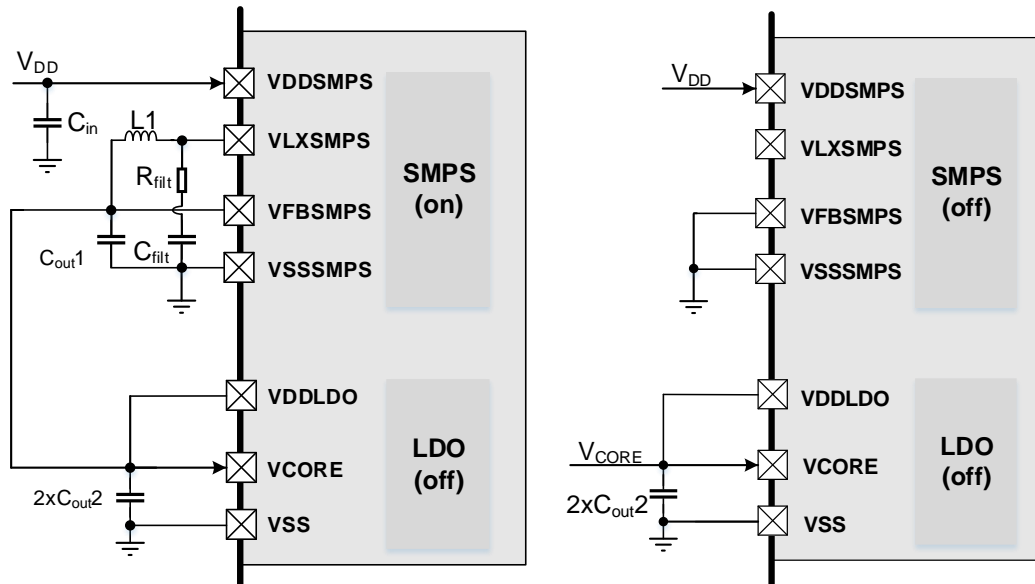 VDD
VDDSMPS
Cin
L1
VLXSMPS
Rfilt
SMPS
(on)
VFBSMPS
Cout1
Cfilt
VSSSMPS
VDDLDO
LDO
(off)
VCORE
2xCout2
VSS
VDD
VDDSMPS
VLXSMPS
SMPS
(off)
VFBSMPS
VSSSMPS
VDDLDO
LDO
(off)
VCORE
VCORE
2xCout2
VSS